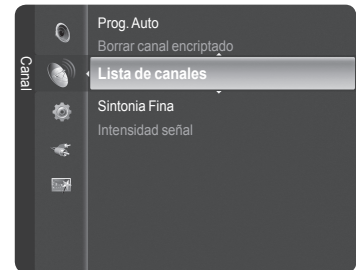 Canal
Prog. Auto
Borrar canal encriptado
Lista de canales
Sintonia Fina
Intensidad señal